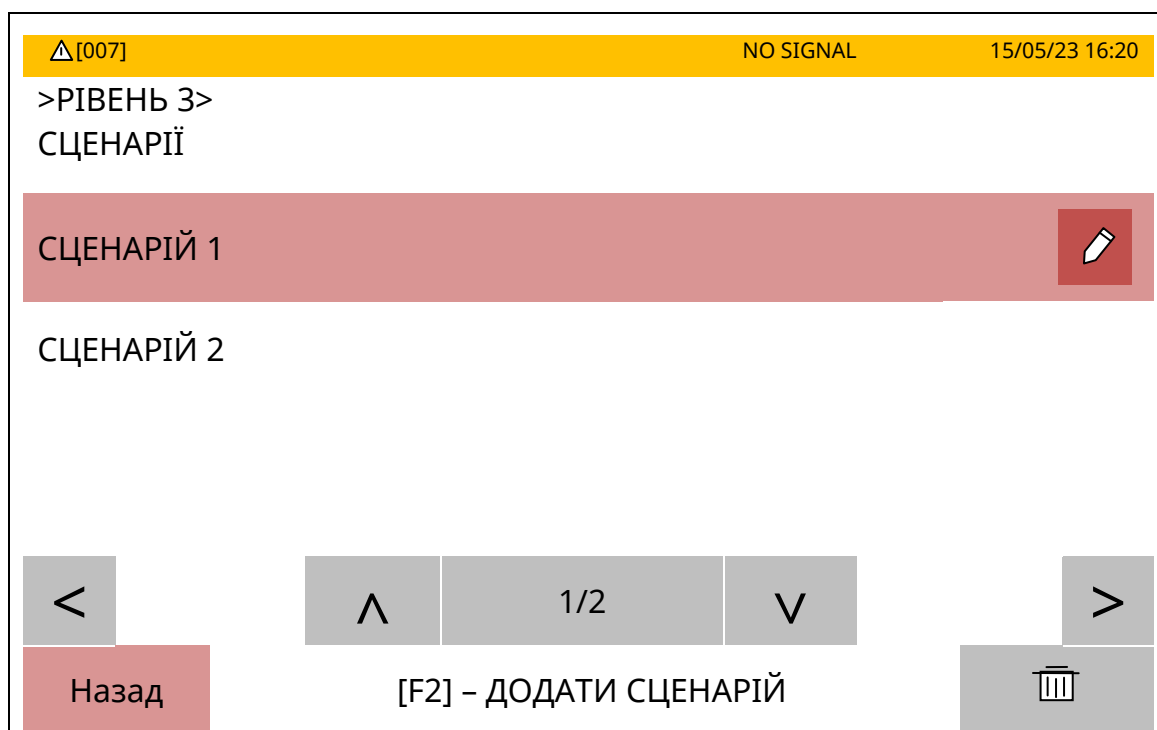 ⚠[007] NO SIGNAL 15/05/23 16:20
>РІВЕНЬ 3>
СЦЕНАРІЇ
СЦЕНАРІЙ 1
СЦЕНАРІЙ 2
< ʌ 1/2 v >
Назад [F2] – ДОДАТИ СЦЕНАРІЙ